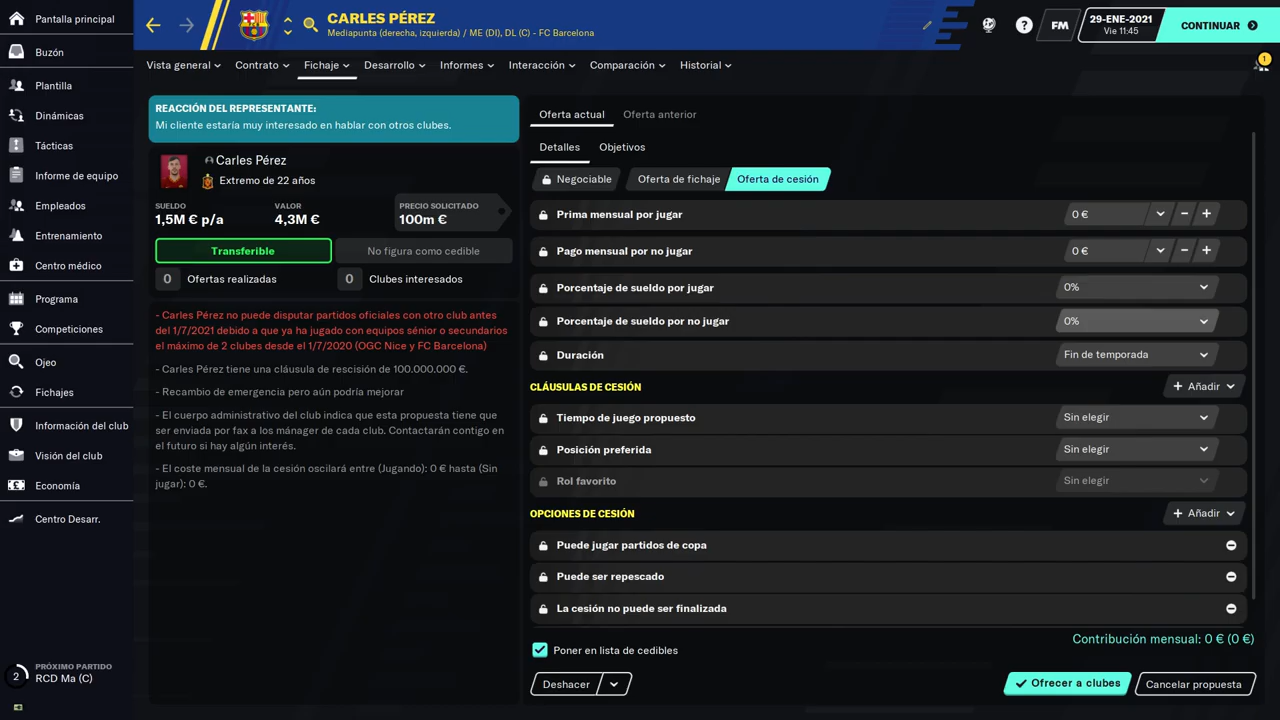 Pantalla principal
Buzón
Plantilla
Dinámicas
Tácticas
Informe de equipo
Empleados
Entrenamiento
Centro médico
Programa
Competiciones
Ojeo
Fichajes
Información del club
Visión del club
Economía
Centro Desarr.
2
PRÓXIMO PARTIDO
RCD Ma (C)
CARLES PÉREZ
Mediapunta (derecha, izquierda) / ME (DI), DL (C) - FC Barcelona
?
FM
29-ENE-2021
Vie 11:45
CONTINUAR
Vista general
Contrato
Fichaje
Desarrollo
Informes
Interacción
Comparación
Historial
1
REACCIÓN DEL REPRESENTANTE:
Mi cliente estaría muy interesado en hablar con otros clubes.
Carles Pérez
Extremo de 22 años
SUELDO
1,5M € p/a
VALOR
4,3M €
PRECIO SOLICITADO
100m €
Transferible
No figura como cedible
0 Ofertas realizadas
0 Clubes interesados
- Carles Pérez no puede disputar partidos oficiales con otro club antes
del 1/7/2021 debido a que ya ha jugado con equipos sénior o secundarios
el máximo de 2 clubes desde el 1/7/2020 (OGC Nice y FC Barcelona)
- Carles Pérez tiene una cláusula de rescisión de 100.000.000 €.
- Recambio de emergencia pero aún podría mejorar
- El cuerpo administrativo del club indica que esta propuesta tiene que
ser enviada por fax a los mánager de cada club. Contactarán contigo en
el futuro si hay algún interés.
- El coste mensual de la cesión oscilará entre (Jugando): 0 € hasta (Sin
jugar): 0 €.
Oferta actual
Oferta anterior
Detalles
Objetivos
Negociable
Oferta de fichaje
Oferta de cesión
Prima mensual por jugar
0 €
Pago mensual por no jugar
0 €
Porcentaje de sueldo por jugar
0%
Porcentaje de sueldo por no jugar
0%
Duración
Fin de temporada
CLÁUSULAS DE CESIÓN
+ Añadir
Tiempo de juego propuesto
Sin elegir
Posición preferida
Sin elegir
Rol favorito
Sin elegir
OPCIONES DE CESIÓN
+ Añadir
Puede jugar partidos de copa
Puede ser repescado
La cesión no puede ser finalizada
Contribución mensual: 0 € (0 €)
Poner en lista de cedibles
Deshacer
Ofrecer a clubes
Cancelar propuesta